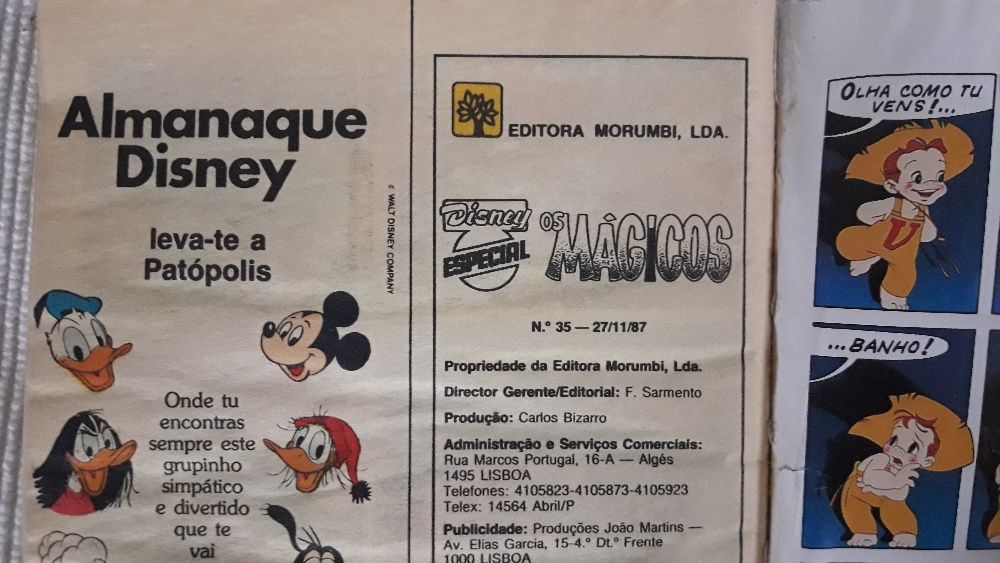 Almanaque
Disney
leva-te a
Patópolis
Onde tu
encontras
sempre este
grupinho
simpático
e divertido
que te
vai
© WALT DISNEY COMPANY
EDITORA MORUMBI, LDA.
Disney
ESPECIAL
OS MÁGICOS
N.º 35 — 27/11/87
Propriedade da Editora Morumbi, Lda.
Director Gerente/Editorial: F. Sarmento
Produção: Carlos Bizarro
Administração e Serviços Comerciais:
Rua Marcos Portugal, 16-A — Algés
1495 LISBOA
Telefones: 4105823-4105873-4105923
Telex: 14564 Abril/P
Publicidade: Produções João Martins —
Av. Elias Garcia, 15-4.º Dt.º Frente
1000 LISBOA
OLHA COMO TU
VENS!...
U
...BANHO!